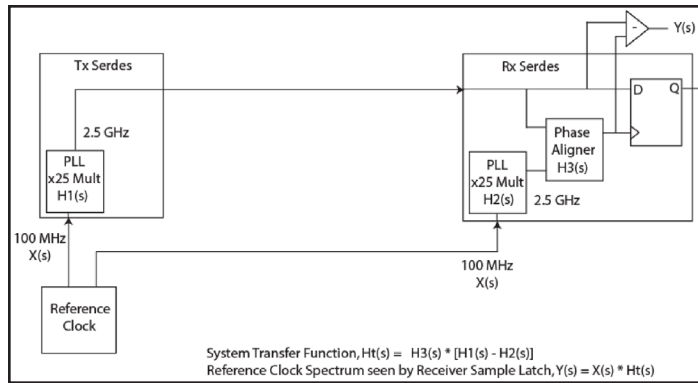 Y(s)
Tx Serdes
Rx Serdes
D
Q
2.5 GHz
Phase
Aligner
H3(s)
PLL
x25 Mult
H1(s)
PLL
x25 Mult
H2(s)
2.5 GHz
100 MHz
X(s)
100 MHz
X(s)
Reference
Clock
System Transfer Function, Ht(s) = H3(s) * [H1(s) - H2(s)]
Reference Clock Spectrum seen by Receiver Sample Latch, Y(s) = X(s) * Ht(s)